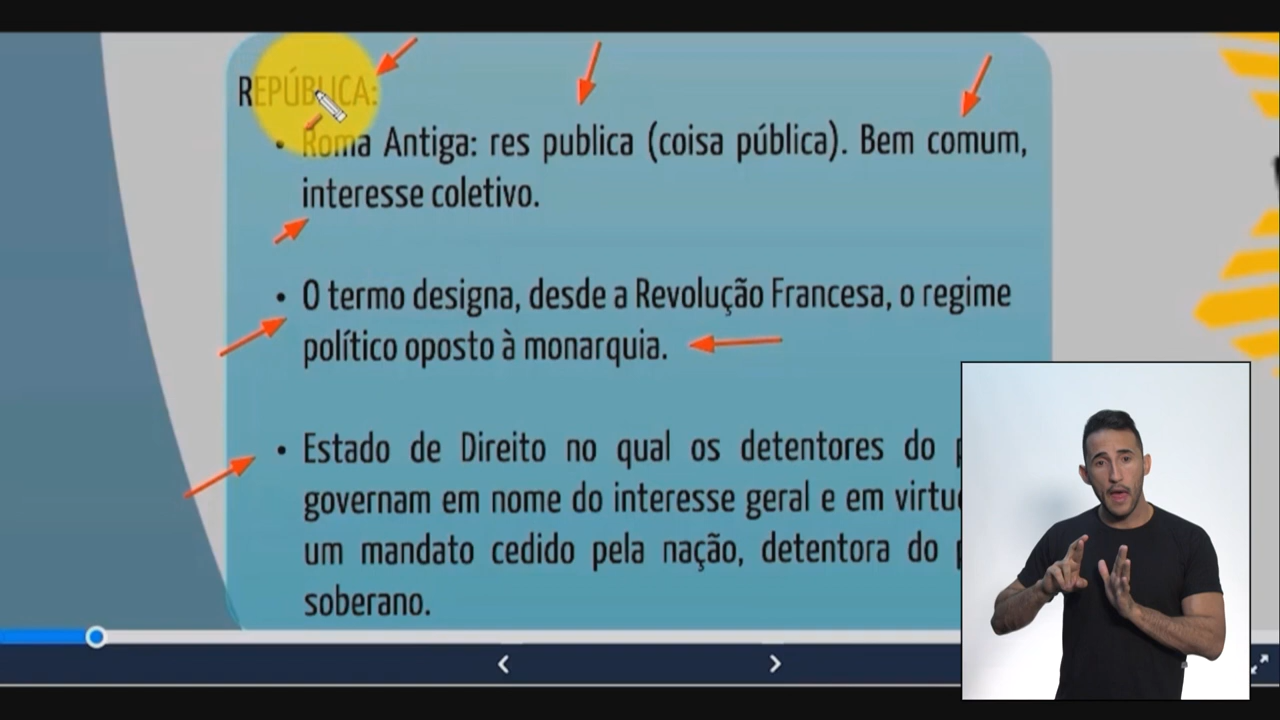 REPÚBLICA:
• Roma Antiga: res publica (coisa pública). Bem comum,
interesse coletivo.
• O termo designa, desde a Revolução Francesa, o regime
político oposto à monarquia.
• Estado de Direito no qual os detentores do
governam em nome do interesse geral e em
um mandato cedido pela nação, detentora do
soberano.